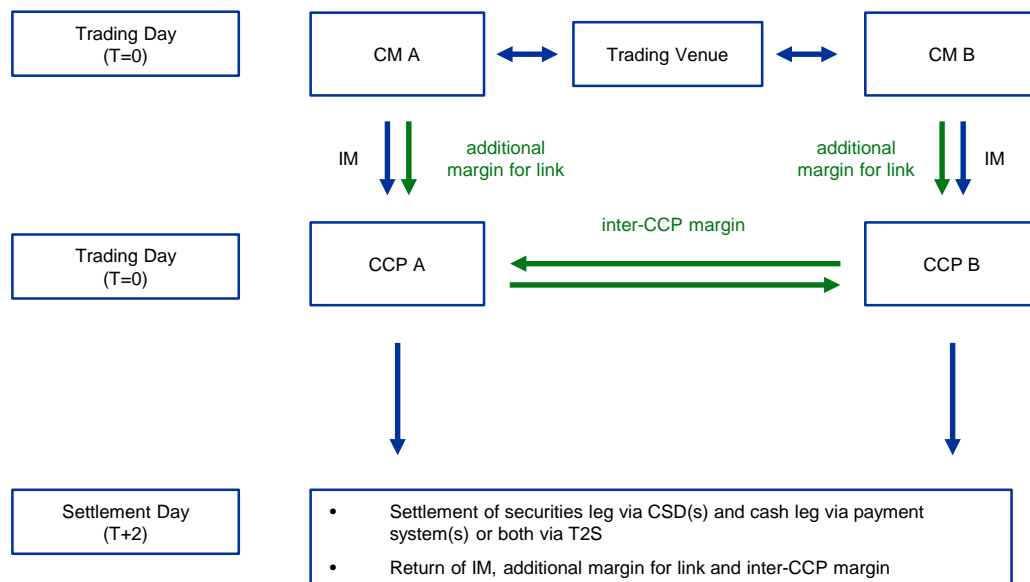 Trading Day
(T=0)
CM A
Trading Venue
CM B
IM
additional
margin for link
additional
margin for link
IM
Trading Day
(T=0)
CCP A
inter-CCP margin
CCP B
Settlement Day
(T+2)
• Settlement of securities leg via CSD(s) and cash leg via payment
system(s) or both via T2S
• Return of IM, additional margin for link and inter-CCP margin